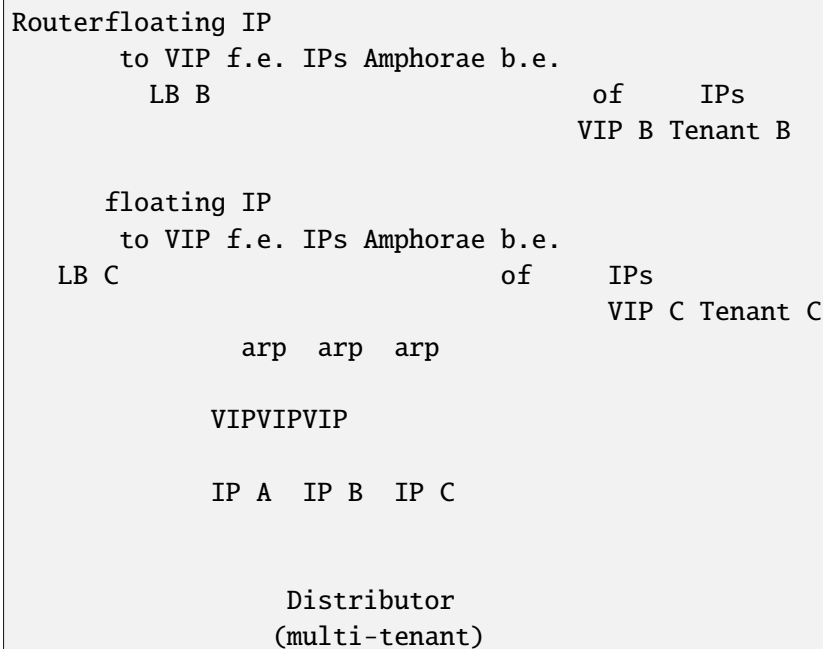 Routerfloating IP
to VIP f.e. IPs Amphorae b.e.
LB B of IPs
VIP B Tenant B
floating IP
to VIP f.e. IPs Amphorae b.e.
LB C of IPs
VIP C Tenant C
arp arp arp
VIPVIPVIP
IP A IP B IP C
Distributor
(multi-tenant)